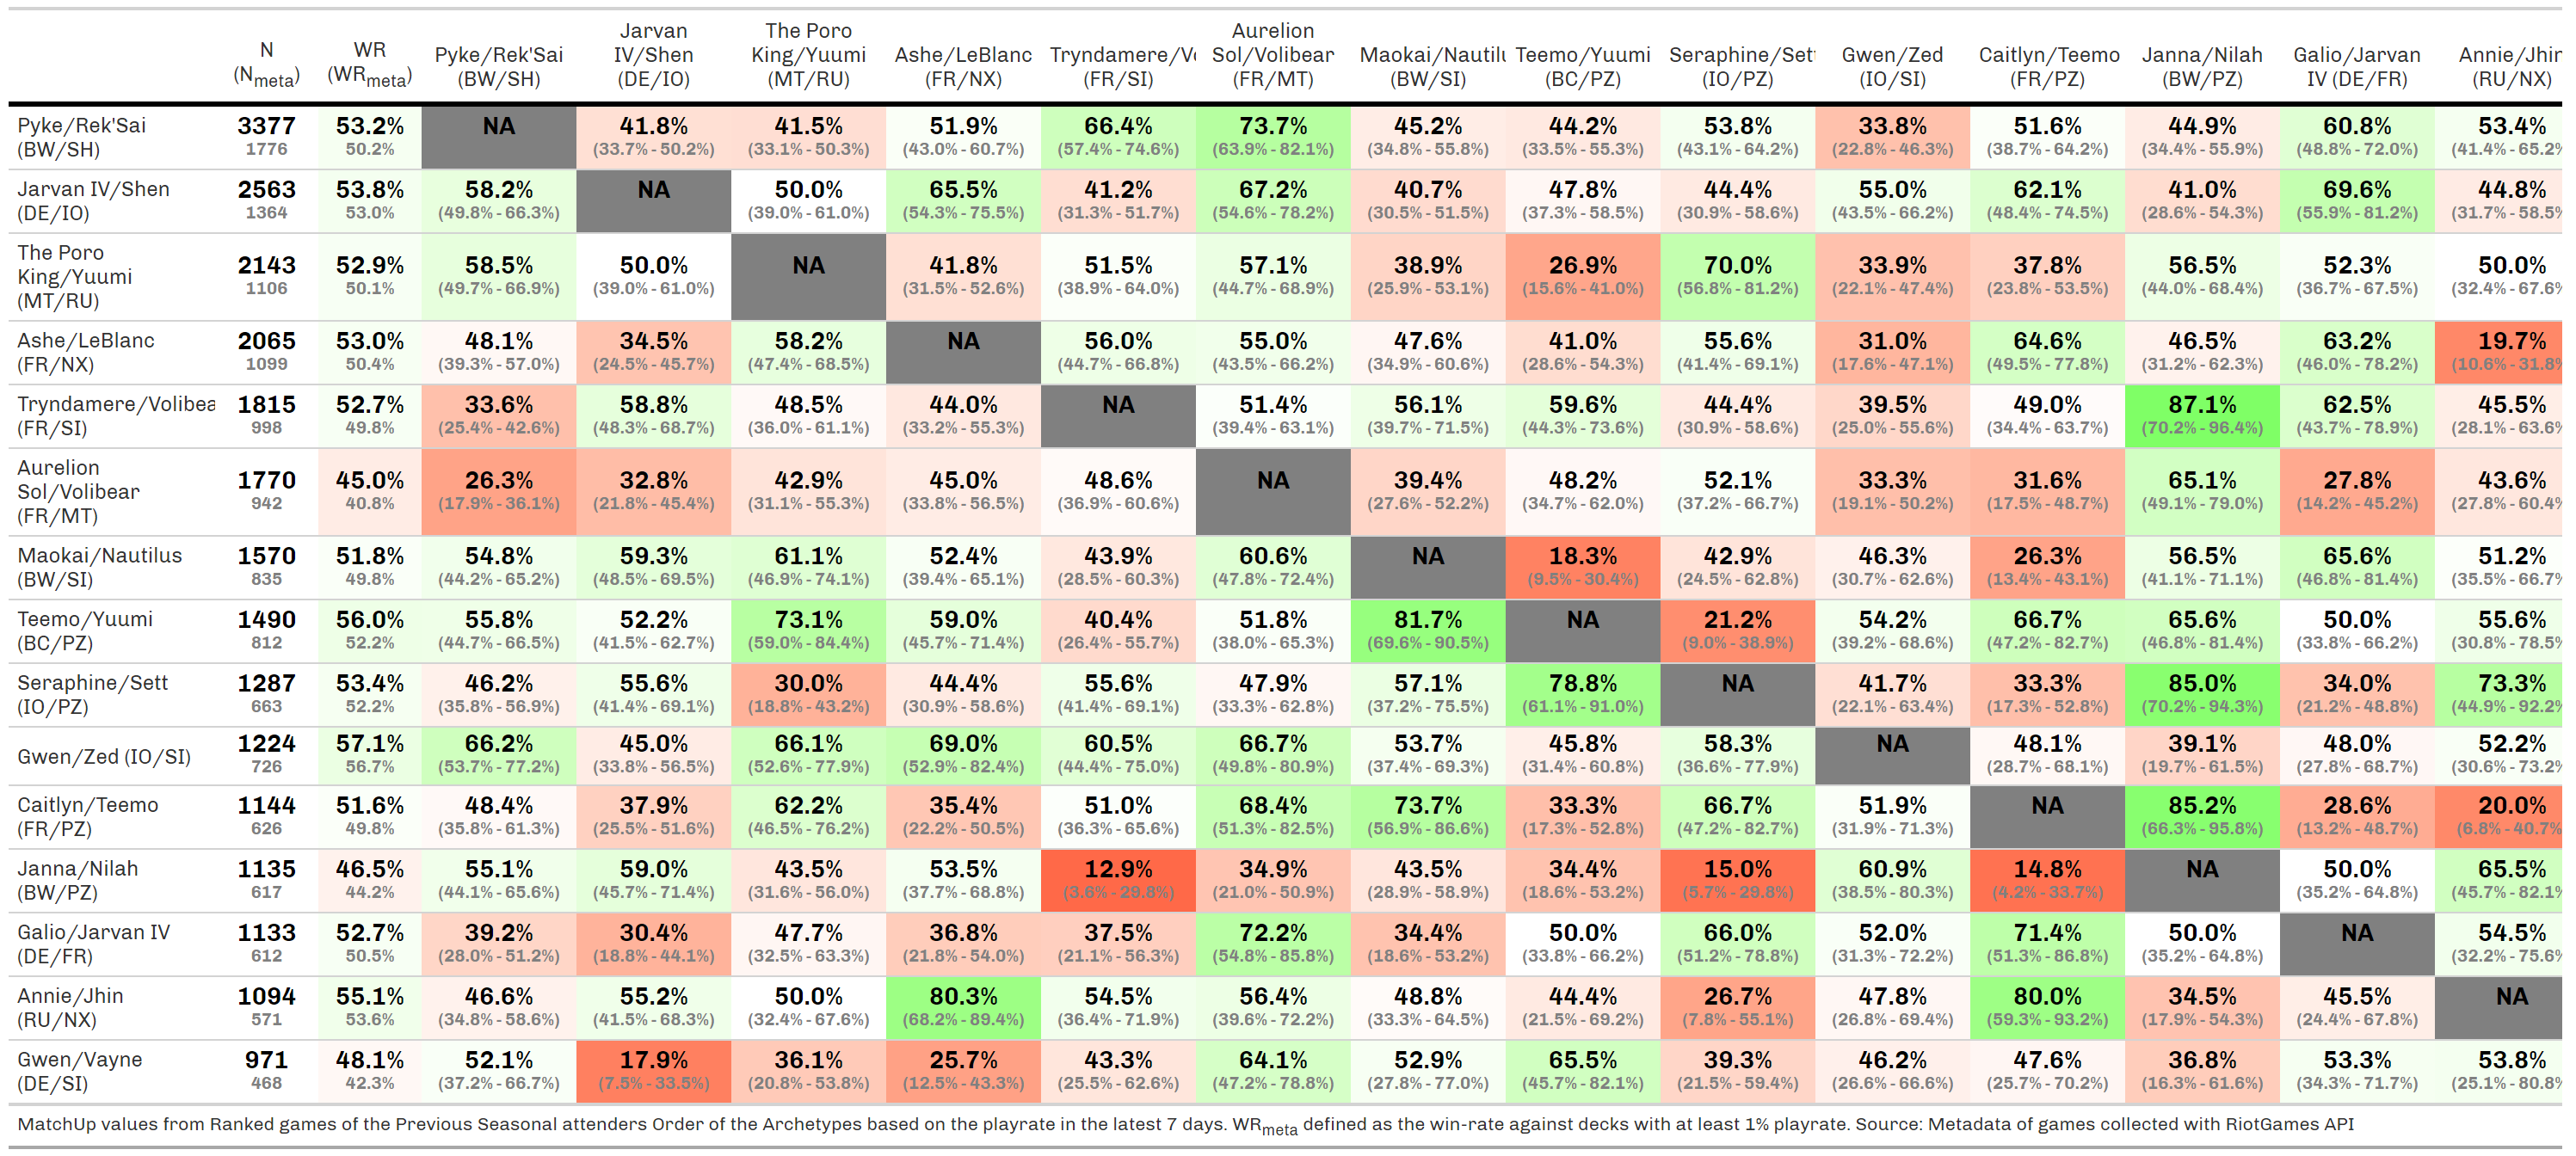 N (Nmeta) WR (WRmeta) Pyke/Rek'Sai (BW/SH) Jarvan IV/Shen (DE/IO) The Poro King/Yuumi (MT/RU) Ashe/LeBlanc (FR/NX) Tryndamere/Vo (FR/SI) Aurelion Sol/Volibear (FR/MT) Maokai/Nautilu (BW/SI) Teemo/Yuumi (BC/PZ) Seraphine/Sett (IO/PZ) Gwen/Zed (IO/SI) Caitlyn/Teemo (FR/PZ) Janna/Nilah (BW/PZ) Galio/Jarvan IV (DE/FR) Annie/Jhin (RU/NX)
Pyke/Rek'Sai 3377 53.2% NA 41.8% 41.5% 51.9% 66.4% 73.7% 45.2% 44.2% 53.8% 33.8% 51.6% 44.9% 60.8% 53.4%
(BW/SH) 1776 50.2% (33.7% - 50.2%) (33.1% - 50.3%) (43.0% - 60.7%) (57.4% - 74.6%) (63.9% - 82.1%) (34.8% - 55.8%) (33.5% - 55.3%) (43.1% - 64.2%) (22.8% - 46.3%) (38.7% - 64.2%) (34.4% - 55.9%) (48.8% - 72.0%) (41.4% - 65.2%
Jarvan IV/Shen 2563 53.8% 58.2% NA 50.0% 65.5% 41.2% 67.2% 40.7% 47.8% 44.4% 55.0% 62.1% 41.0% 69.6% 44.8%
(DE/IO) 1364 53.0% (49.8% - 66.3%) (39.0% - 61.0%) (54.3% - 75.5%) (31.3% - 51.7%) (54.6% - 78.2%) (30.5% - 51.5%) (37.3% - 58.5%) (30.9% - 58.6%) (43.5% - 66.2%) (48.4% - 74.5%) (28.6% - 54.3%) (55.9% - 81.2%) (31.7% - 58.5%
The Poro
King/Yuumi 2143 52.9% 58.5% 50.0% NA 41.8% 51.5% 57.1% 38.9% 26.9% 70.0% 33.9% 37.8% 56.5% 52.3% 50.0%
(MT/RU) 1106 50.1% (49.7% - 66.9%) (39.0% - 61.0%) (31.5% - 52.6%) (38.9% - 64.0%) (44.7% - 68.9%) (25.9% - 53.1%) (15.6% - 41.0%) (56.8% - 81.2%) (22.1% - 47.4%) (23.8% - 53.5%) (44.0% - 68.4%) (36.7% - 67.5%) (32.4% - 67.6%
Ashe/LeBlanc 2065 53.0% 48.1% 34.5% 58.2% NA 56.0% 55.0% 47.6% 41.0% 55.6% 31.0% 64.6% 46.5% 63.2% 19.7%
(FR/NX) 1099 50.4% (39.3% - 57.0%) (24.5% - 45.7%) (47.4% - 68.5%) (44.7% - 66.8%) (43.5% - 66.2%) (34.9% - 60.6%) (28.6% - 54.3%) (41.4% - 69.1%) (17.6% - 47.1%) (49.5% - 77.8%) (31.2% - 62.3%) (46.0% - 78.2%) (10.6% - 31.8%
Tryndamere/Volibea 1815 52.7% 33.6% 58.8% 48.5% 44.0% NA 51.4% 56.1% 59.6% 44.4% 39.5% 49.0% 87.1% 62.5% 45.5%
(FR/SI) 998 49.8% (25.4% - 42.6%) (48.3% - 68.7%) (36.0% - 61.1%) (33.2% - 55.3%) (39.4% - 63.1%) (39.7% - 71.5%) (44.3% - 73.6%) (30.9% - 58.6%) (25.0% - 55.6%) (34.4% - 63.7%) (70.2% - 96.4%) (43.7% - 78.9%) (28.1% - 63.6%
Aurelion
Sol/Volibear 1770 45.0% 26.3% 32.8% 42.9% 45.0% 48.6% NA 39.4% 48.2% 52.1% 33.3% 31.6% 65.1% 27.8% 43.6%
(FR/MT) 942 40.8% (17.9% - 36.1%) (21.8% - 45.4%) (31.1% - 55.3%) (33.8% - 56.5%) (36.9% - 60.6%) (27.6% - 52.2%) (34.7% - 62.0%) (37.2% - 66.7%) (19.1% - 50.2%) (17.5% - 48.7%) (49.1% - 79.0%) (14.2% - 45.2%) (27.8% - 60.4%
Maokai/Nautilus 1570 51.8% 54.8% 59.3% 61.1% 52.4% 43.9% 60.6% NA 18.3% 42.9% 46.3% 26.3% 56.5% 65.6% 51.2%
(BW/SI) 835 49.8% (44.2% - 65.2%) (48.5% - 69.5%) (46.9% - 74.1%) (39.4% - 65.1%) (28.5% - 60.3%) (47.8% - 72.4%) (9.5% - 30.4%) (24.5% - 62.8%) (30.7% - 62.6%) (13.4% - 43.1%) (41.1% - 71.1%) (46.8% - 81.4%) (35.5% - 66.7%
Teemo/Yuumi 1490 56.0% 55.8% 52.2% 73.1% 59.0% 40.4% 51.8% 81.7% NA 21.2% 54.2% 66.7% 65.6% 50.0% 55.6%
(BC/PZ) 812 52.2% (44.7% - 66.5%) (41.5% - 62.7%) (59.0% - 84.4%) (45.7% - 71.4%) (26.4% - 55.7%) (38.0% - 65.3%) (69.6% - 90.5%) (9.0% - 38.9%) (39.2% - 68.6%) (47.2% - 82.7%) (46.8% - 81.4%) (33.8% - 66.2%) (30.8% - 78.5%
Seraphine/Sett 1287 53.4% 46.2% 55.6% 30.0% 44.4% 55.6% 47.9% 57.1% 78.8% NA 41.7% 33.3% 85.0% 34.0% 73.3%
(IO/PZ) 663 52.2% (35.8% - 56.9%) (41.4% - 69.1%) (18.8% - 43.2%) (30.9% - 58.6%) (41.4% - 69.1%) (33.3% - 62.8%) (37.2% - 75.5%) (61.1% - 91.0%) (22.1% - 63.4%) (17.3% - 52.8%) (70.2% - 94.3%) (21.2% - 48.8%) (44.9% - 92.2%
Gwen/Zed (IO/SI) 1224 57.1% 66.2% 45.0% 66.1% 69.0% 60.5% 66.7% 53.7% 45.8% 58.3% NA 48.1% 39.1% 48.0% 52.2%
726 56.7% (53.7% - 77.2%) (33.8% - 56.5%) (52.6% - 77.9%) (52.9% - 82.4%) (44.4% - 75.0%) (49.8% - 80.9%) (37.4% - 69.3%) (31.4% - 60.8%) (36.6% - 77.9%) (28.7% - 68.1%) (19.7% - 61.5%) (27.8% - 68.7%) (30.6% - 73.2%
Caitlyn/Teemo 1144 51.6% 48.4% 37.9% 62.2% 35.4% 51.0% 68.4% 73.7% 33.3% 66.7% 51.9% NA 85.2% 28.6% 20.0%
(FR/PZ) 626 49.8% (35.8% - 61.3%) (25.5% - 51.6%) (46.5% - 76.2%) (22.2% - 50.5%) (36.3% - 65.6%) (51.3% - 82.5%) (56.9% - 86.6%) (17.3% - 52.8%) (47.2% - 82.7%) (31.9% - 71.3%) (66.3% - 95.8%) (13.2% - 48.7%) (6.8% - 40.7%
Janna/Nilah 1135 46.5% 55.1% 59.0% 43.5% 53.5% 12.9% 34.9% 43.5% 34.4% 15.0% 60.9% 14.8% NA 50.0% 65.5%
(BW/PZ) 617 44.2% (44.1% - 65.6%) (45.7% - 71.4%) (31.6% - 56.0%) (37.7% - 68.8%) (3.6% - 29.8%) (21.0% - 50.9%) (28.9% - 58.9%) (18.6% - 53.2%) (5.7% - 29.8%) (38.5% - 80.3%) (4.2% - 33.7%) (35.2% - 64.8%) (45.7% - 82.1%
Galio/Jarvan IV 1133 52.7% 39.2% 30.4% 47.7% 36.8% 37.5% 72.2% 34.4% 50.0% 66.0% 52.0% 71.4% 50.0% NA 54.5%
(DE/FR) 612 50.5% (28.0% - 51.2%) (18.8% - 44.1%) (32.5% - 63.3%) (21.8% - 54.0%) (21.1% - 56.3%) (54.8% - 85.8%) (18.6% - 53.2%) (33.8% - 66.2%) (51.2% - 78.8%) (31.3% - 72.2%) (51.3% - 86.8%) (35.2% - 64.8%) (32.2% - 75.6%
Annie/Jhin 1094 55.1% 46.6% 55.2% 50.0% 80.3% 54.5% 56.4% 48.8% 44.4% 26.7% 47.8% 80.0% 34.5% 45.5% NA
(RU/NX) 571 53.6% (34.8% - 58.6%) (41.5% - 68.3%) (32.4% - 67.6%) (68.2% - 89.4%) (36.4% - 71.9%) (39.6% - 72.2%) (33.3% - 64.5%) (21.5% - 69.2%) (7.8% - 55.1%) (26.8% - 69.4%) (59.3% - 93.2%) (17.9% - 54.3%) (24.4% - 67.8%)
Gwen/Vayne 971 48.1% 52.1% 17.9% 36.1% 25.7% 43.3% 64.1% 52.9% 65.5% 39.3% 46.2% 47.6% 36.8% 53.3% 53.8%
(DE/SI) 468 42.3% (37.2% - 66.7%) (7.5% - 33.5%) (20.8% - 53.8%) (12.5% - 43.3%) (25.5% - 62.6%) (47.2% - 78.8%) (27.8% - 77.0%) (45.7% - 82.1%) (21.5% - 59.4%) (26.6% - 66.6%) (25.7% - 70.2%) (16.3% - 61.6%) (34.3% - 71.7%) (25.1% - 80.8%
MatchUp values from Ranked games of the Previous Seasonal attenders Order of the Archetypes based on the playrate in the latest 7 days. WRmeta defined as the win-rate against decks with at least 1% playrate. Source: Metadata of games collected with RiotGames API